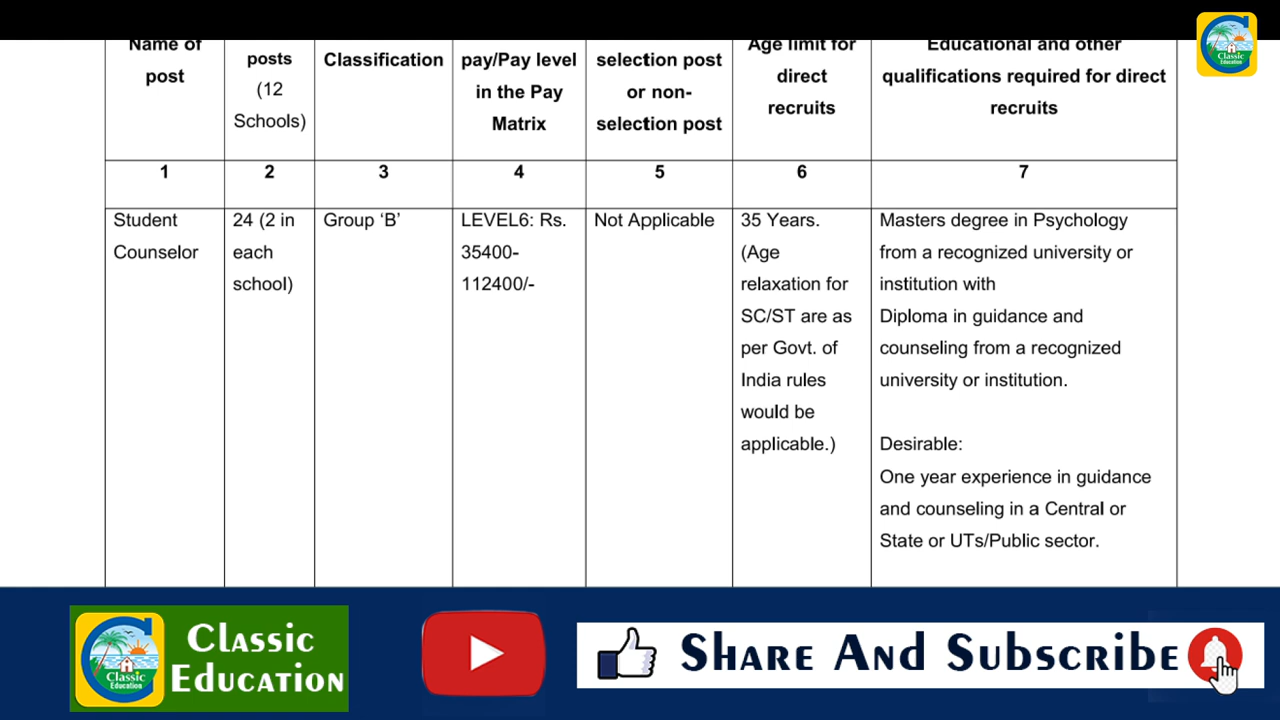 Name of
post
posts
(12
Schools)
Classification
pay/Pay level
in the Pay
Matrix
selection post
or non-
selection post
Age limit for
direct
recruits
Educational and other
qualifications required for direct
recruits
1
2
3
4
5
6
7
Student
Counselor
24 (2 in
each
school)
Group ‘B’
LEVEL6: Rs.
35400-
112400/-
Not Applicable
35 Years.
(Age
relaxation for
SC/ST are as
per Govt. of
India rules
would be
applicable.)
Masters degree in Psychology
from a recognized university or
institution with
Diploma in guidance and
counseling from a recognized
university or institution.
Desirable:
One year experience in guidance
and counseling in a Central or
State or UTs/Public sector.
Classic
Education
Classic
Education
Classic
Education
Share And Subscribe